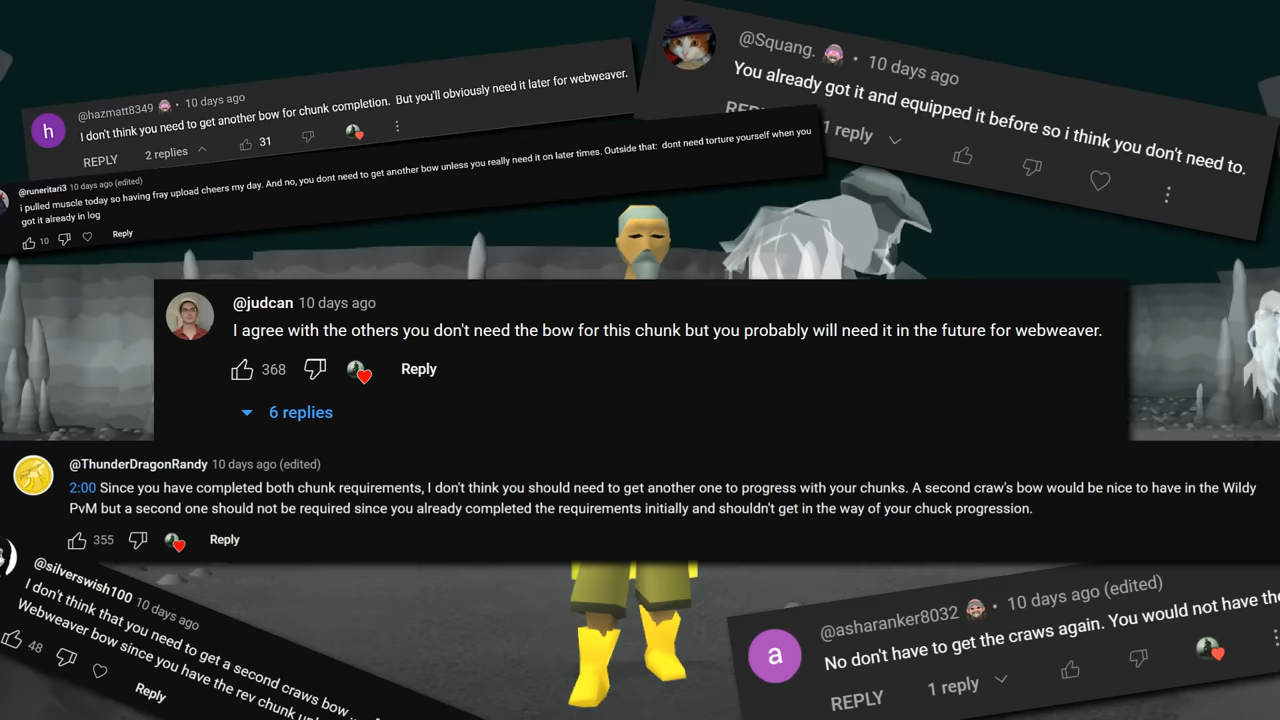 @hazmatt8349 • 10 days ago
I don't think you need to get another bow for chunk completion. But you'll obviously need it later for webweaver.
REPLY 2 replies 31
@Squang. • 10 days ago
You already got it and equipped it before so i think you don't need to.
1 reply
@runeritari3 10 days ago (edited)
i pulled muscle today so having fray upload cheers my day. And no, you dont need to get another bow unless you really need it on later times. Outside that: dont need torture yourself when you
got it already in log
10 Reply
@judcan 10 days ago
I agree with the others you don't need the bow for this chunk but you probably will need it in the future for webweaver.
368 Reply
6 replies
@ThunderDragonRandy 10 days ago (edited)
2:00 Since you have completed both chunk requirements, I don't think you should need to get another one to progress with your chunks. A second craw's bow would be nice to have in the Wildy
PvM but a second one should not be required since you already completed the requirements initially and shouldn't get in the way of your chuck progression.
355 Reply
@silverswish100 10 days ago
I don't think that you need to get a second craws bow
Webweaver bow since you have the rev chunk
48
Reply
@asharanker8032 • 10 days ago (edited)
No don't have to get the craws again. You would not have the
REPLY 1 reply